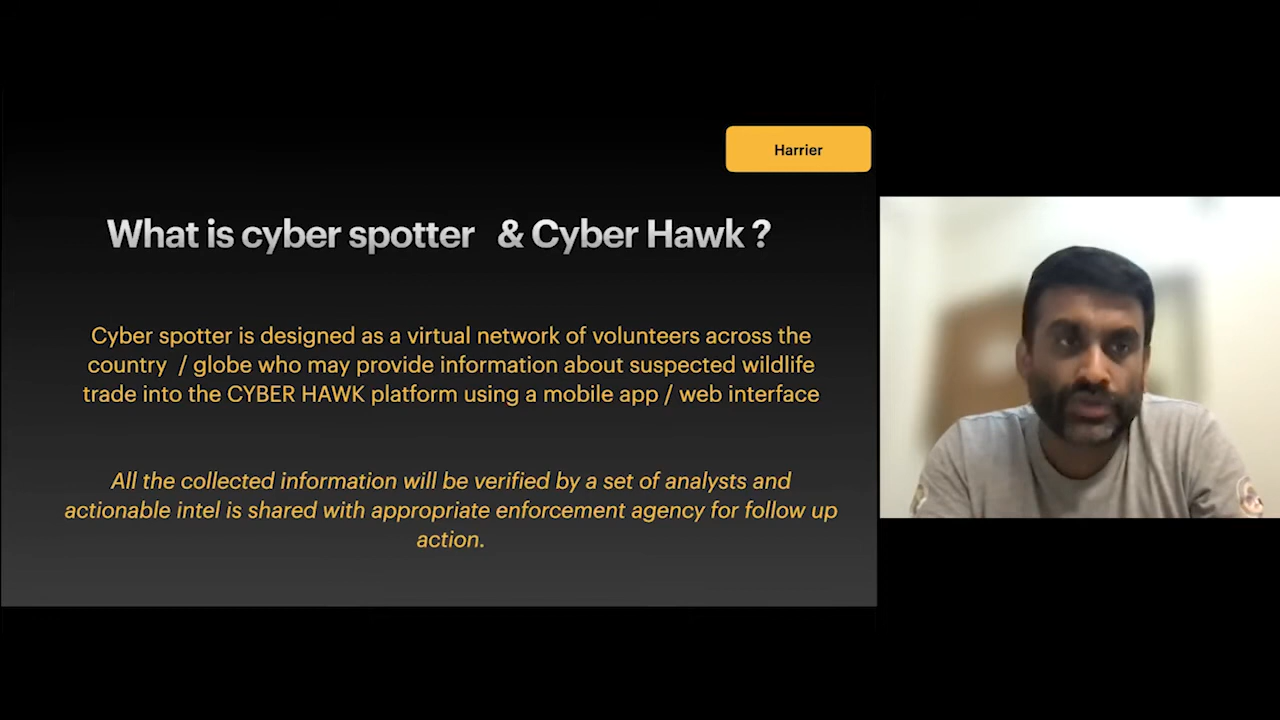 Harrier
What is cyber spotter & Cyber Hawk ?
Cyber spotter is designed as a virtual network of volunteers across the
country / globe who may provide information about suspected wildlife
trade into the CYBER HAWK platform using a mobile app / web interface
All the collected information will be verified by a set of analysts and
actionable intel is shared with appropriate enforcement agency for follow up
action.